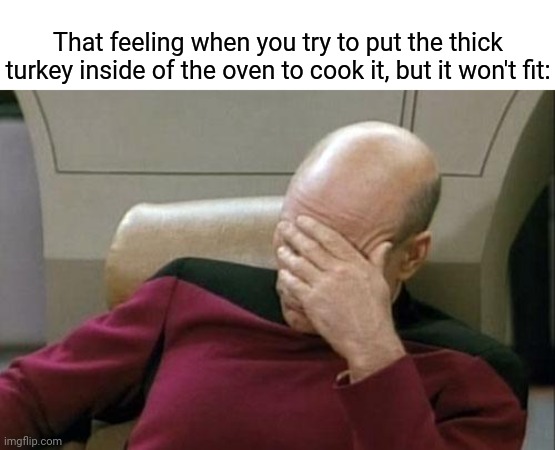 That feeling when you try to put the thick
turkey inside of the oven to cook it, but it won't fit:
imgflip.com